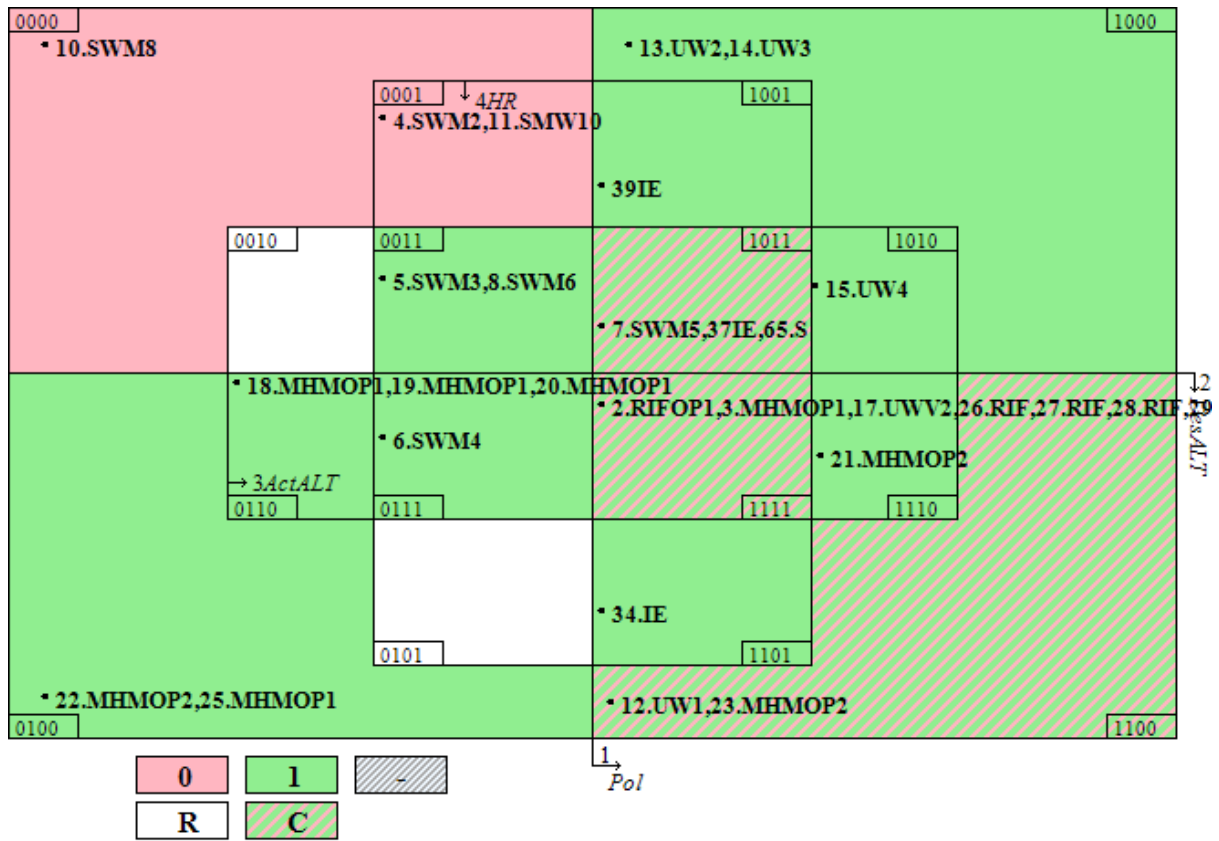 0000 1000
10.SWM8 13.UW2,14.UW3
0001 4HR 1001
4.SWM2,11.SMW10
39IE
0010 0011 1011 1010
5.SWM3,8.SWM6 15.UW4
7.SWM5,37IE,65.S
18.MHMOP1,19.MHMOP1,20.MHMOP1 2
2.RIFOP1,3.MHMOP1,17.UWV2,26.RIF,27.RIF,28.RIF,29
DesALT
6.SWM4 21.MHMOP2
3ActALT
0110 0111 1111 1110
34.IE
0101 1101
22.MHMOP2,25.MHMOP1 12.UW1,23.MHMOP2
0100 1100
1
Pol
0 1 -
R C